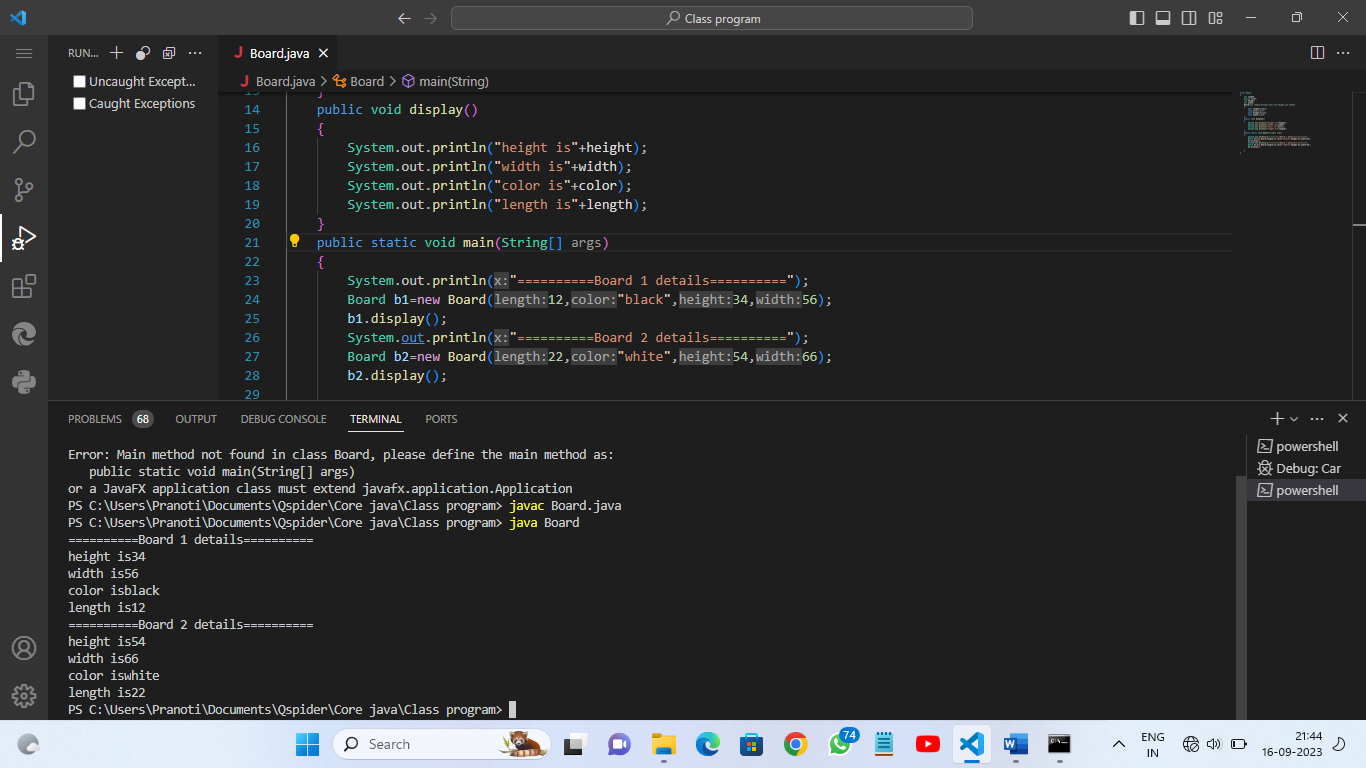 Class program
RUN...
Board.java
Uncaught Except...
Caught Exceptions
Board.java > Board > main(String)
13 }
14 public void display()
15 {
16 System.out.println("height is"+height);
17 System.out.println("width is"+width);
18 System.out.println("color is"+color);
19 System.out.println("length is"+length);
20 }
21 public static void main(String[] args)
22 {
23 System.out.println(x:"==========Board 1 details==========");
24 Board b1=new Board(length:12,color:"black",height:34,width:56);
25 b1.display();
26 System.out.println(x:"==========Board 2 details==========");
27 Board b2=new Board(length:22,color:"white",height:54,width:66);
28 b2.display();
29
PROBLEMS 68 OUTPUT DEBUG CONSOLE TERMINAL PORTS
Error: Main method not found in class Board, please define the main method as:
public static void main(String[] args)
or a JavaFX application class must extend javafx.application.Application
PS C:\Users\Pranoti\Documents\Qspider\Core java\Class program> javac Board.java
PS C:\Users\Pranoti\Documents\Qspider\Core java\Class program> java Board
==========Board 1 details==========
height is34
width is56
color isblack
length is12
==========Board 2 details==========
height is54
width is66
color iswhite
length is22
PS C:\Users\Pranoti\Documents\Qspider\Core java\Class program>
powershell
Debug: Car
powershell
Search
74
ENG
IN
21:44
16-09-2023